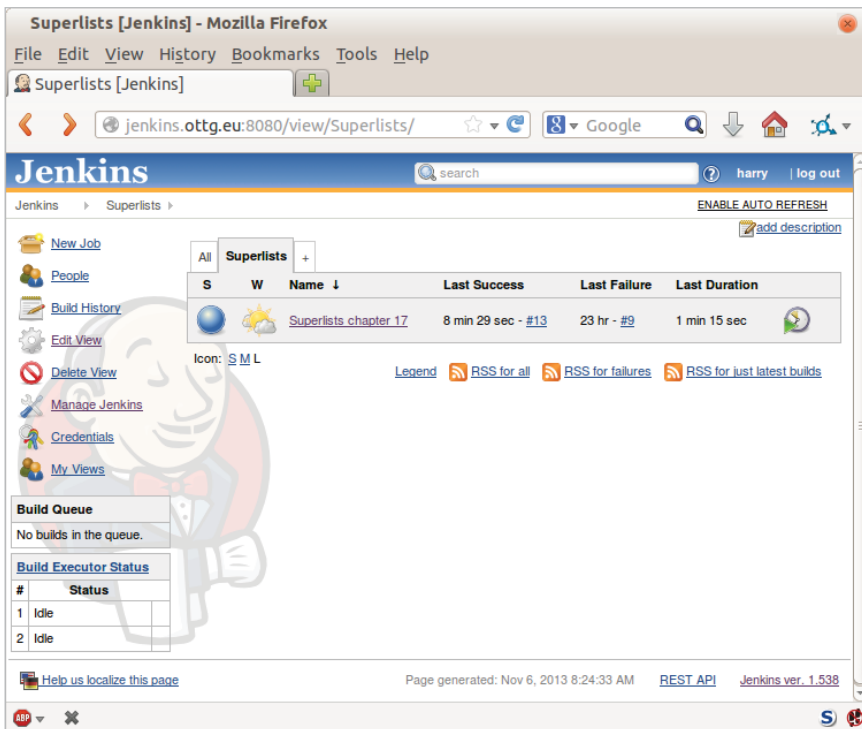 Superlists [Jenkins] - Mozilla Firefox
File Edit View History Bookmarks Tools Help
Superlists [Jenkins]
jenkins.ottg.eu:8080/view/Superlists/ 8 Google
Jenkins search ? harry | log out
Jenkins Superlists ENABLE AUTO REFRESH
add description
New Job
People
Build History
Edit View
Delete View
Manage Jenkins
Credentials
My Views
All Superlists +
S W Name ↓ Last Success Last Failure Last Duration
Superlists chapter 17 8 min 29 sec - #13 23 hr - #9 1 min 15 sec
Icon: S M L
Legend RSS for all RSS for failures RSS for just latest builds
Build Queue
No builds in the queue.
Build Executor Status
# Status
1 Idle
2 Idle
Help us localize this page Page generated: Nov 6, 2013 8:24:33 AM REST API Jenkins ver. 1.538
ABP S